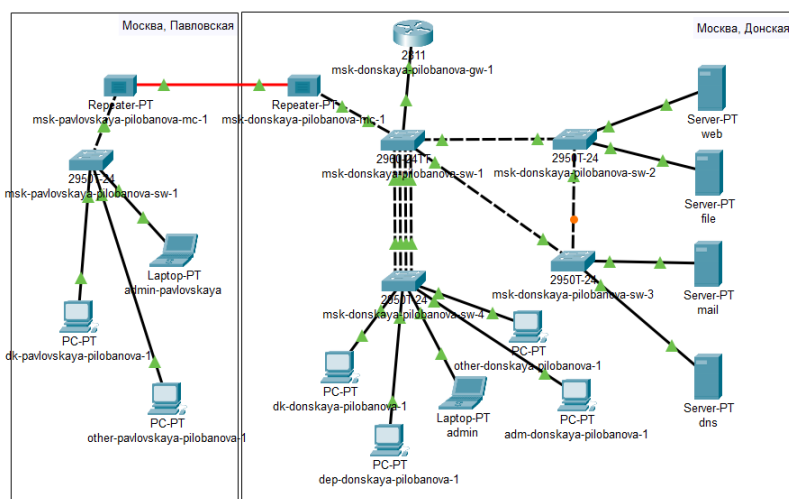 Москва, Павловская
Москва, Донская
2811
msk-donskaya-pilobanova-gw-1
Repeater-PT
msk-pavlovskaya-pilobanova-mc-1
Repeater-PT
msk-donskaya-pilobanova-mc-1
Server-PT
web
2960-24TT
msk-donskaya-pilobanova-sw-1
2950T-24
msk-donskaya-pilobanova-sw-2
2950T-24
msk-pavlovskaya-pilobanova-sw-1
Server-PT
file
Laptop-PT
admin-pavlovskaya
2950T-24
msk-donskaya-pilobanova-sw-4
2950T-24
msk-donskaya-pilobanova-sw-3
Server-PT
mail
PC-PT
dk-pavlovskaya-pilobanova-1
PC-PT
other-donskaya-pilobanova-1
PC-PT
dk-donskaya-pilobanova-1
Laptop-PT
admin
PC-PT
adm-donskaya-pilobanova-1
Server-PT
dns
PC-PT
other-pavlovskaya-pilobanova-1
PC-PT
dep-donskaya-pilobanova-1